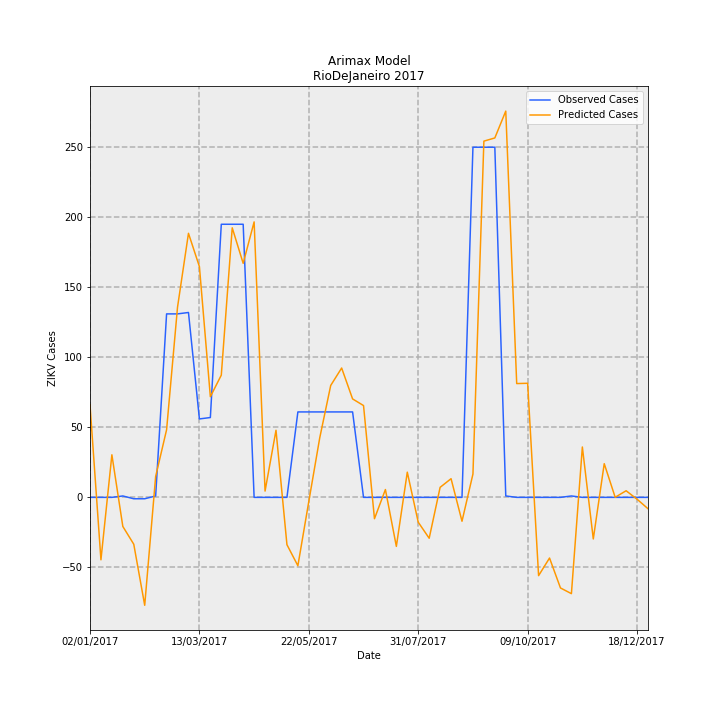 Arimax Model
RioDeJaneiro 2017
Observed Cases
Predicted Cases
250
200
150
100
50
0
−50
ZIKV Cases
02/01/2017 13/03/2017 22/05/2017 31/07/2017 09/10/2017 18/12/2017
Date